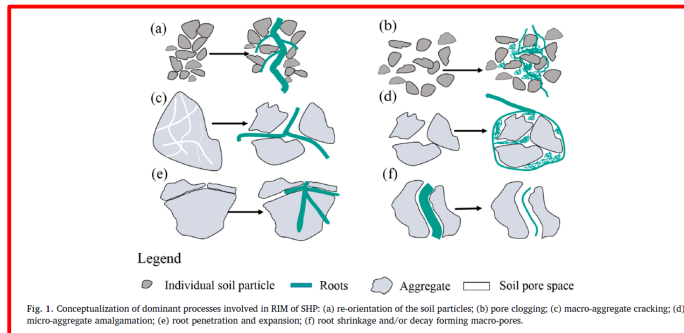 (a)
(b)
(c)
(d)
(e)
(f)
Legend
Individual soil particle
Roots
Aggregate
Soil pore space
Fig. 1. Conceptualization of dominant processes involved in RIM of SHP: (a) re-orientation of the soil particles; (b) pore clogging; (c) macro-aggregate cracking; (d)
micro-aggregate amalgamation; (e) root penetration and expansion; (f) root shrinkage and/or decay forming macro-pores.